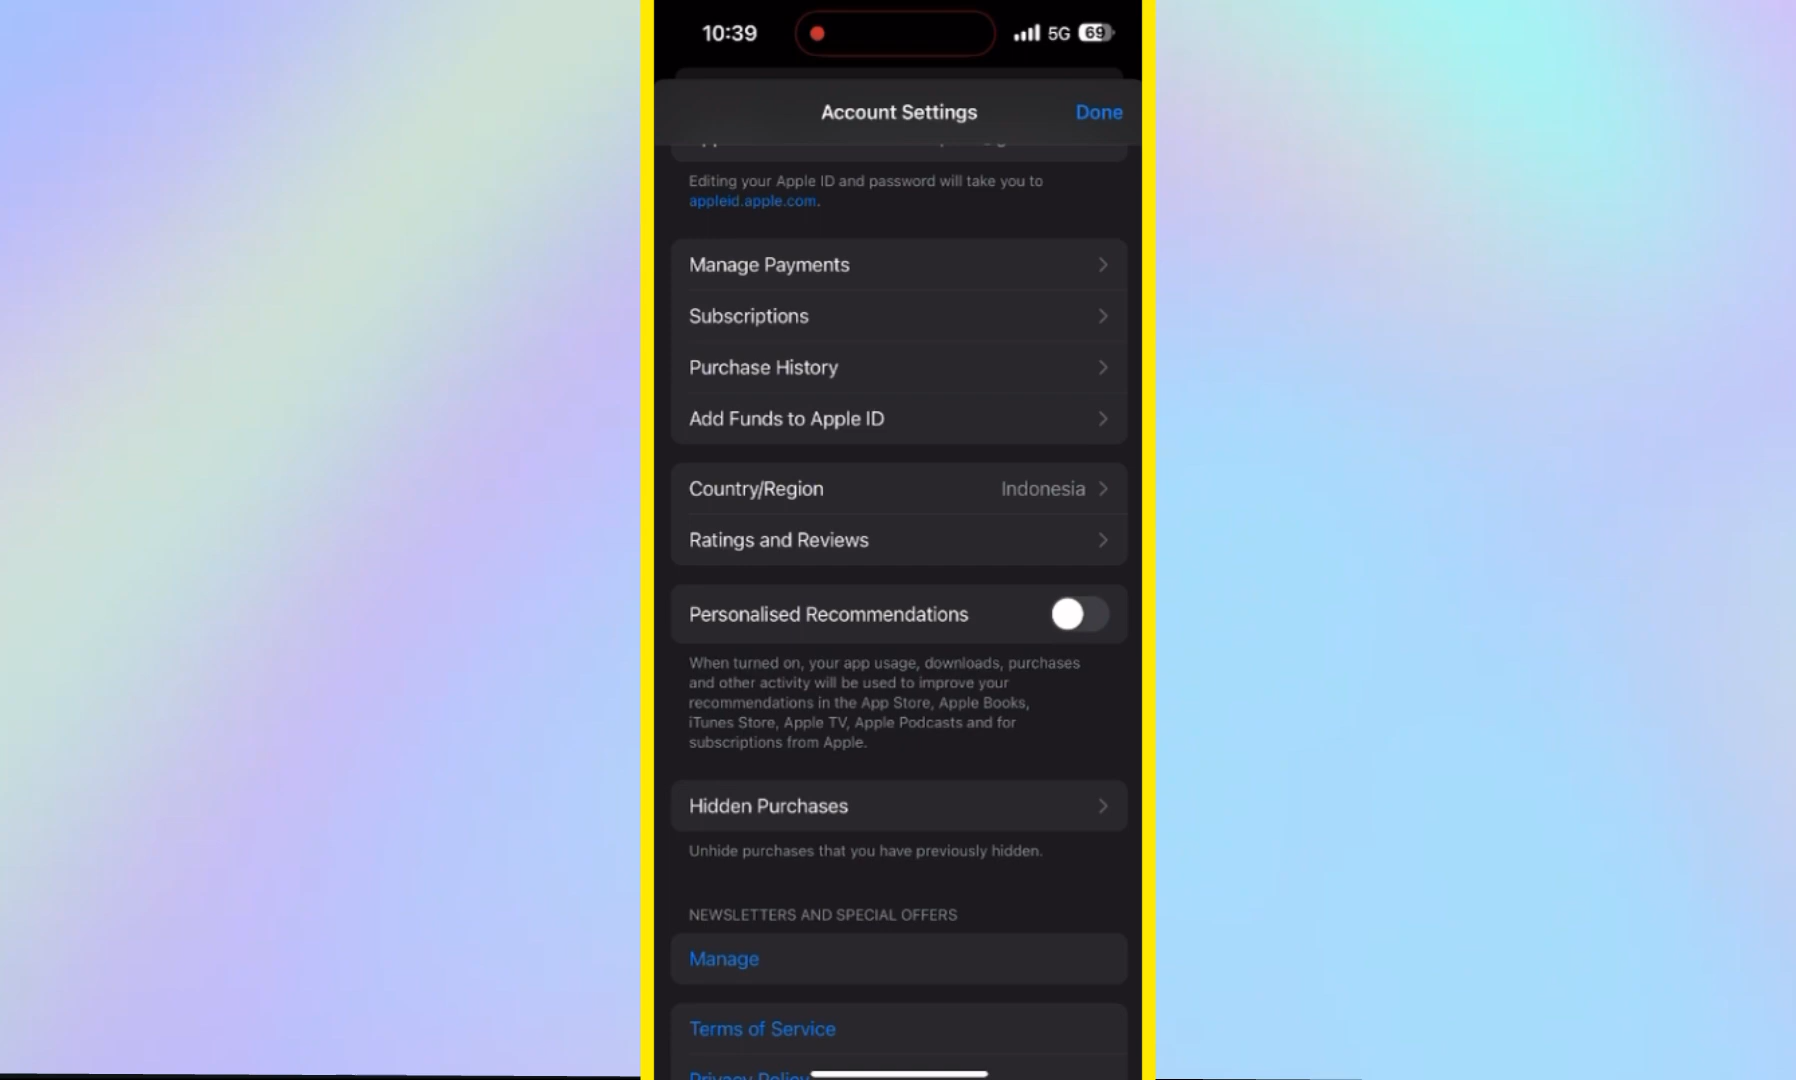 10:39
5G
69
Account Settings
Done
Editing your Apple ID and password will take you to
appleid.apple.com.
Manage Payments
Subscriptions
Purchase History
Add Funds to Apple ID
Country/Region
Indonesia
Ratings and Reviews
Personalised Recommendations
When turned on, your app usage, downloads, purchases
and other activity will be used to improve your
recommendations in the App Store, Apple Books,
iTunes Store, Apple TV, Apple Podcasts and for
subscriptions from Apple.
Hidden Purchases
Unhide purchases that you have previously hidden.
NEWSLETTERS AND SPECIAL OFFERS
Manage
Terms of Service
Privacy Policy